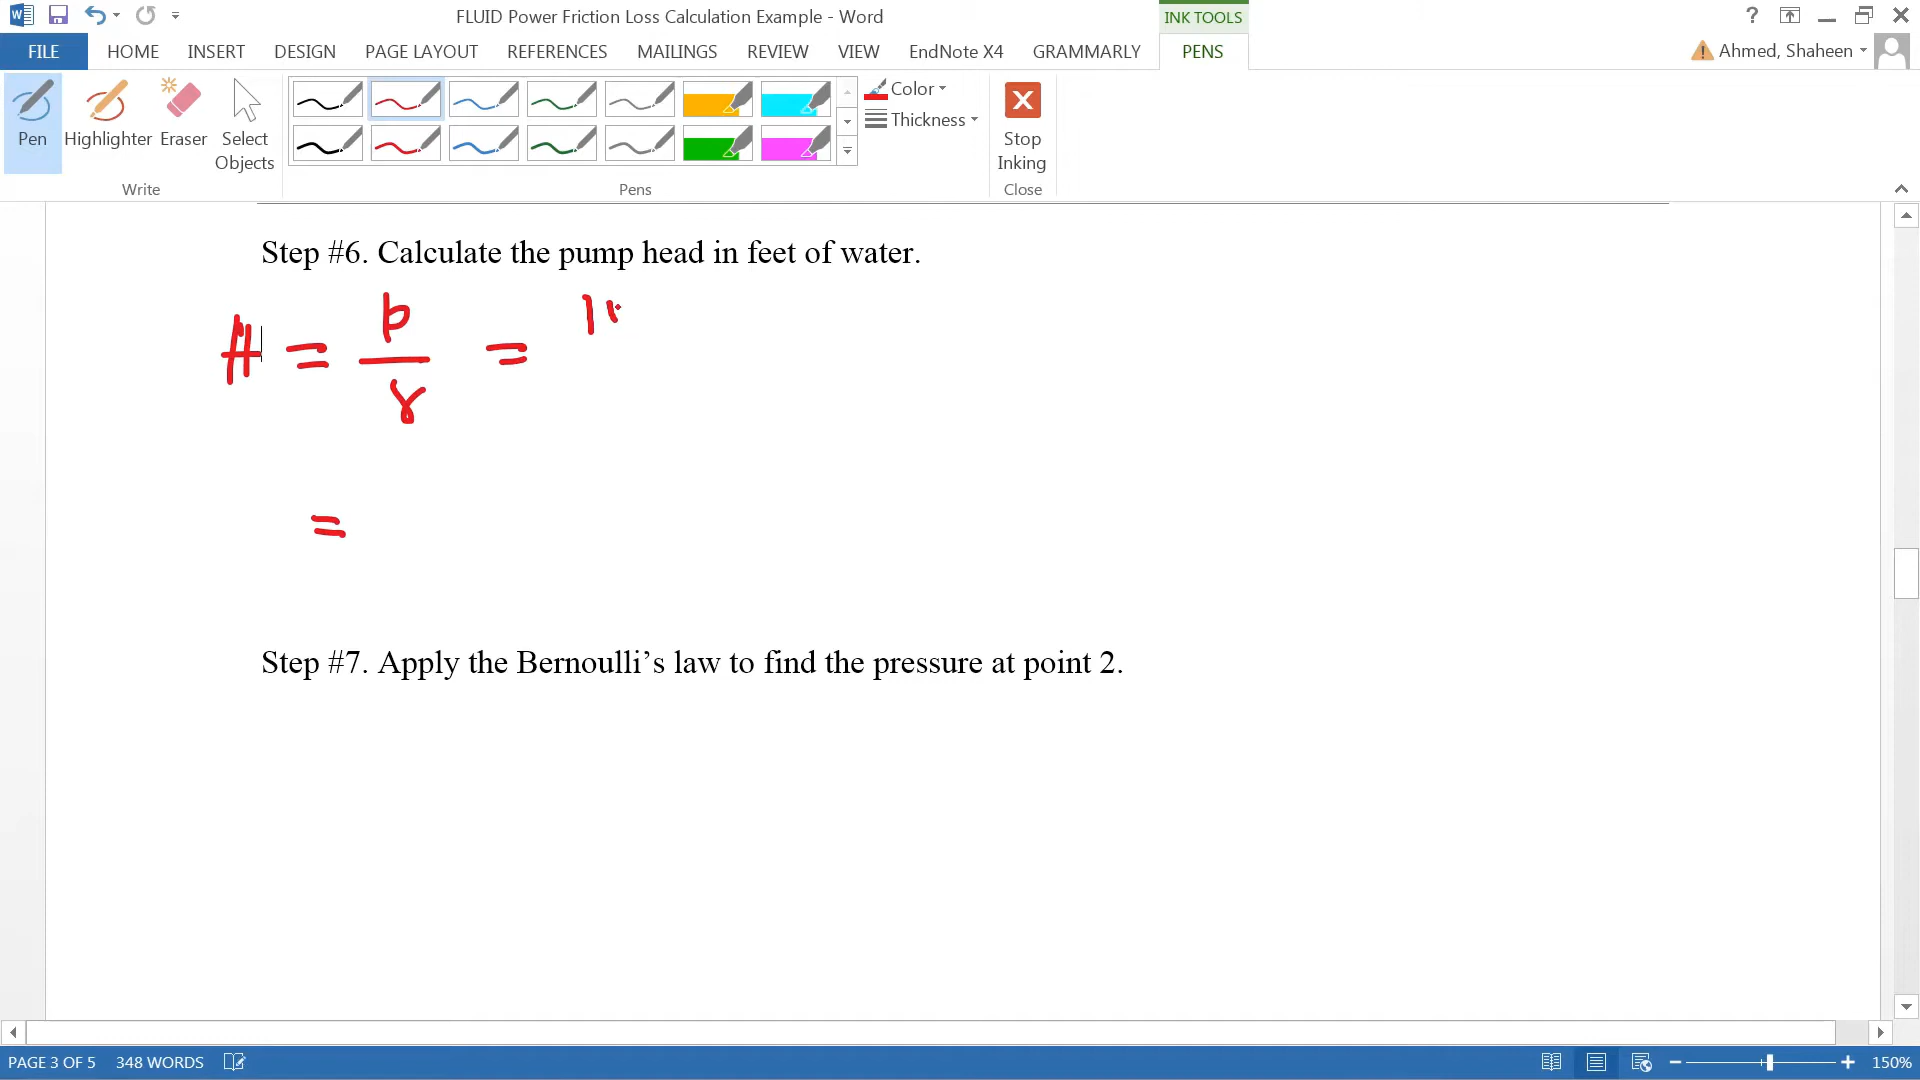 FLUID Power Friction Loss Calculation Example - Word
INK TOOLS
FILE HOME INSERT DESIGN PAGE LAYOUT REFERENCES MAILINGS REVIEW VIEW EndNote X4 GRAMMARLY PENS
Ahmed, Shaheen
Pen Highlighter Eraser Select Objects
Color
Thickness
Stop Inking
Write Pens Close
Step #6. Calculate the pump head in feet of water.
H = p / γ =
=
Step #7. Apply the Bernoulli’s law to find the pressure at point 2.
PAGE 3 OF 5 348 WORDS
150%